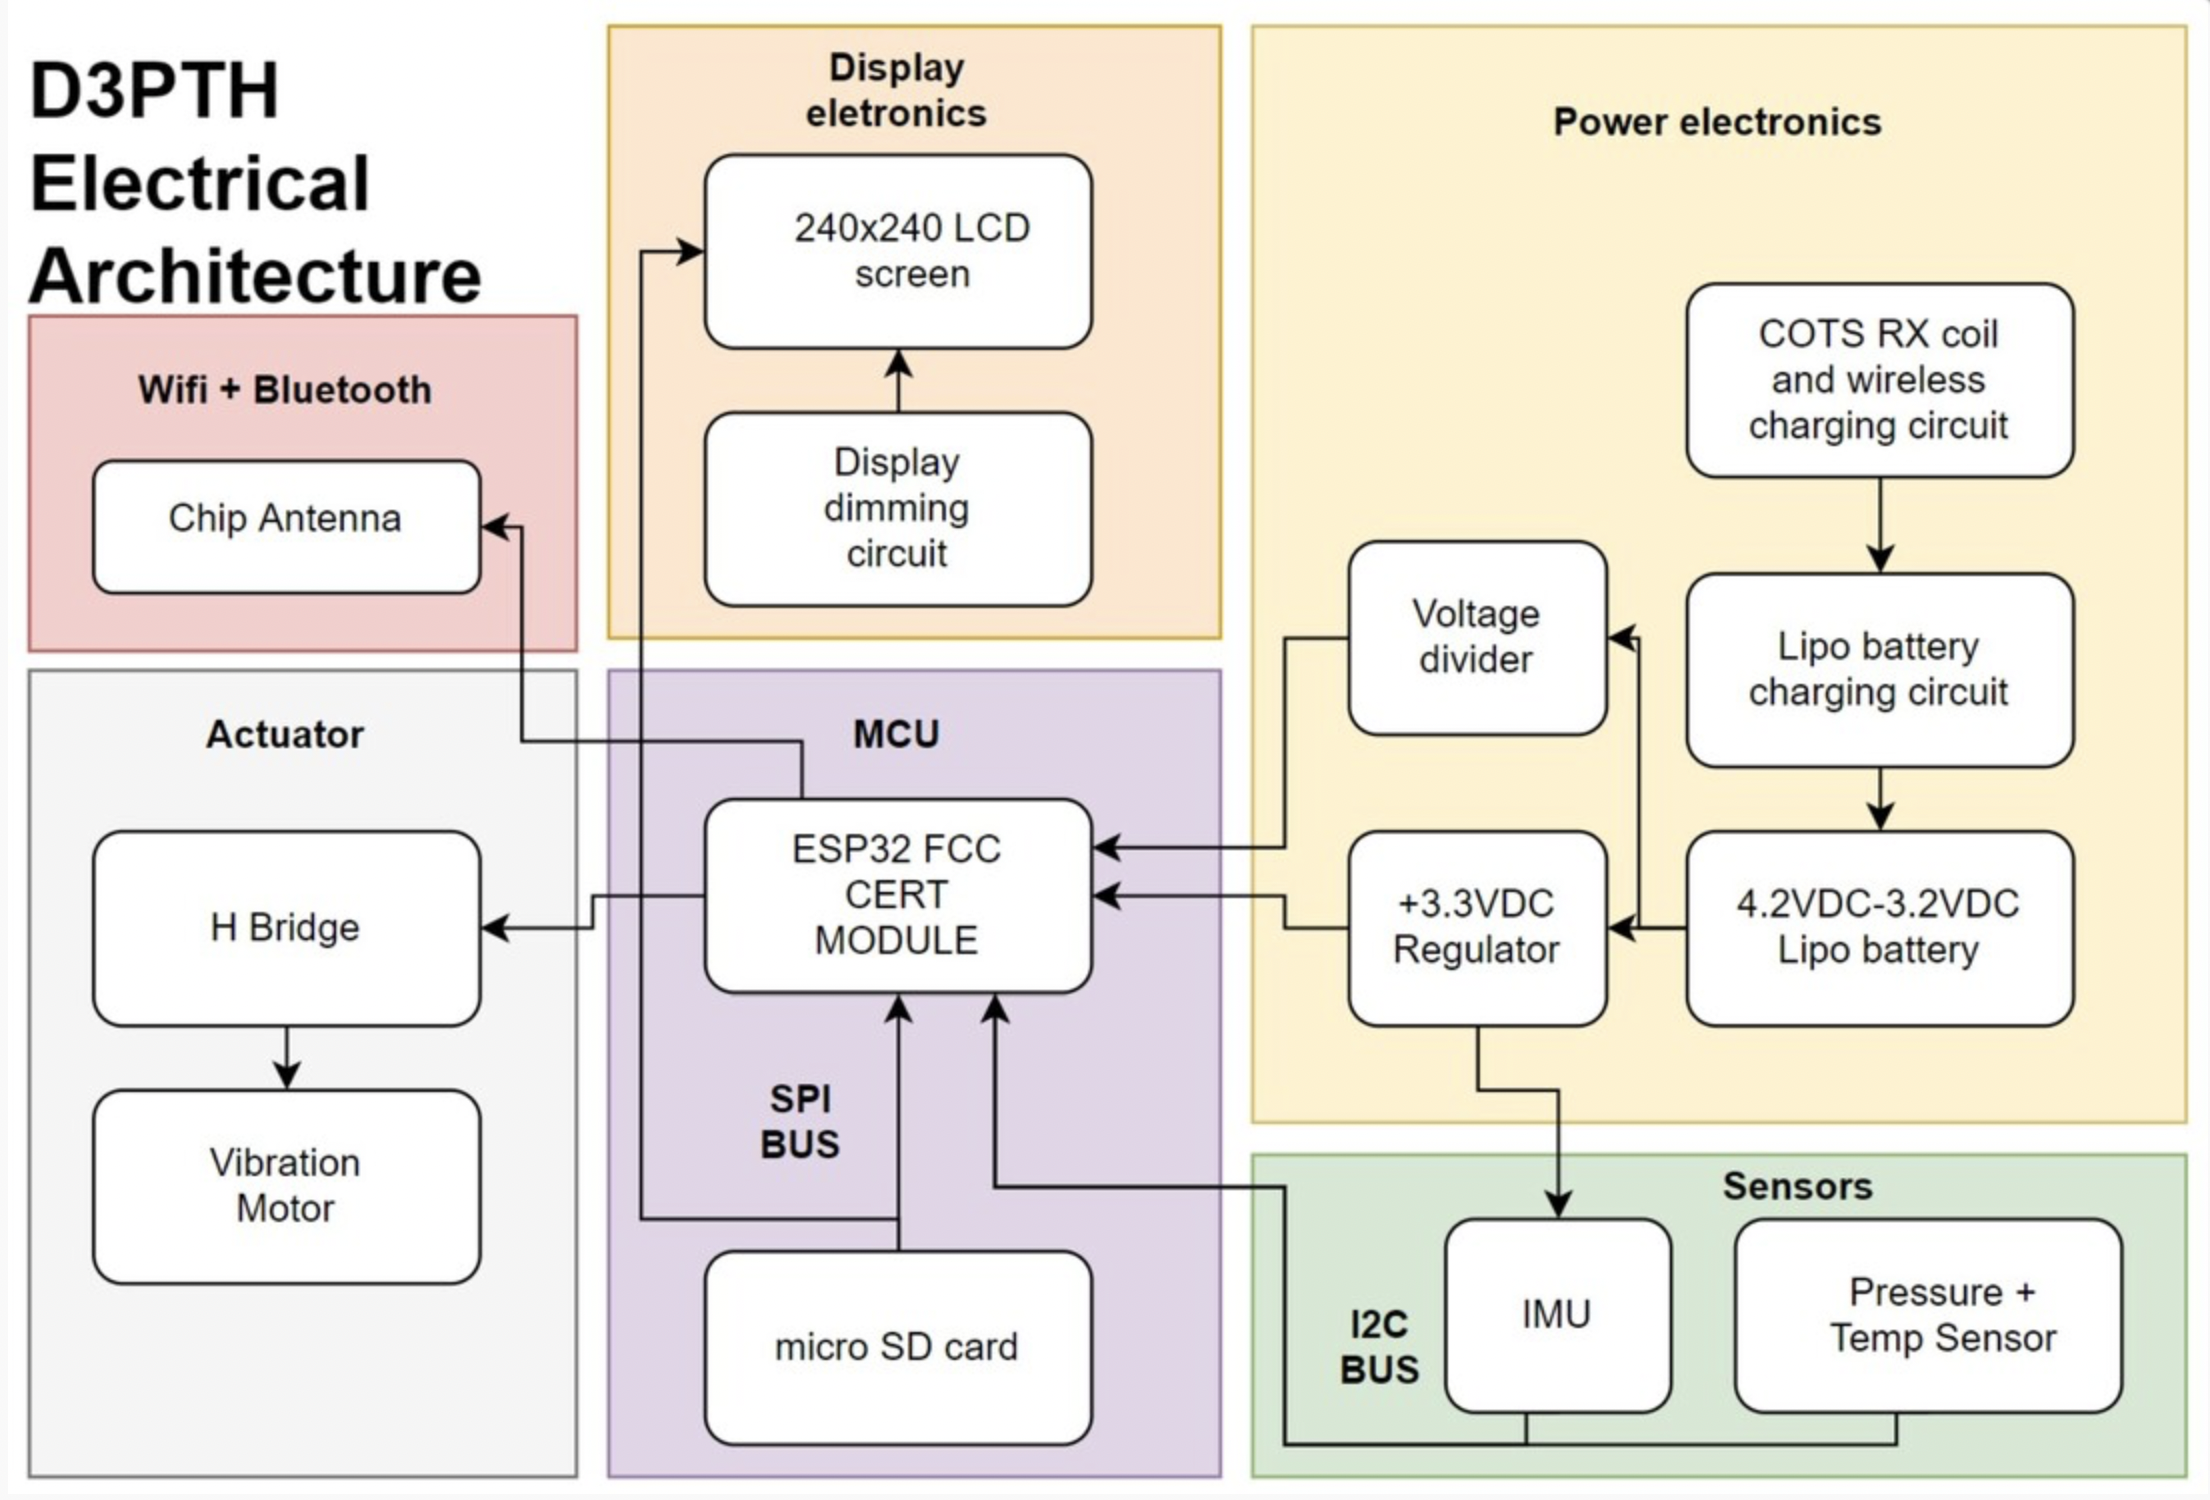 D3PTH
Electrical
Architecture
Display
eletronics
240x240 LCD
screen
Display
dimming
circuit
Power electronics
COTS RX coil
and wireless
charging circuit
Voltage
divider
Lipo battery
charging circuit
+3.3VDC
Regulator
4.2VDC-3.2VDC
Lipo battery
Wifi + Bluetooth
Chip Antenna
Actuator
H Bridge
Vibration
Motor
MCU
ESP32 FCC
CERT
MODULE
SPI
BUS
micro SD card
Sensors
I2C
BUS
IMU
Pressure +
Temp Sensor